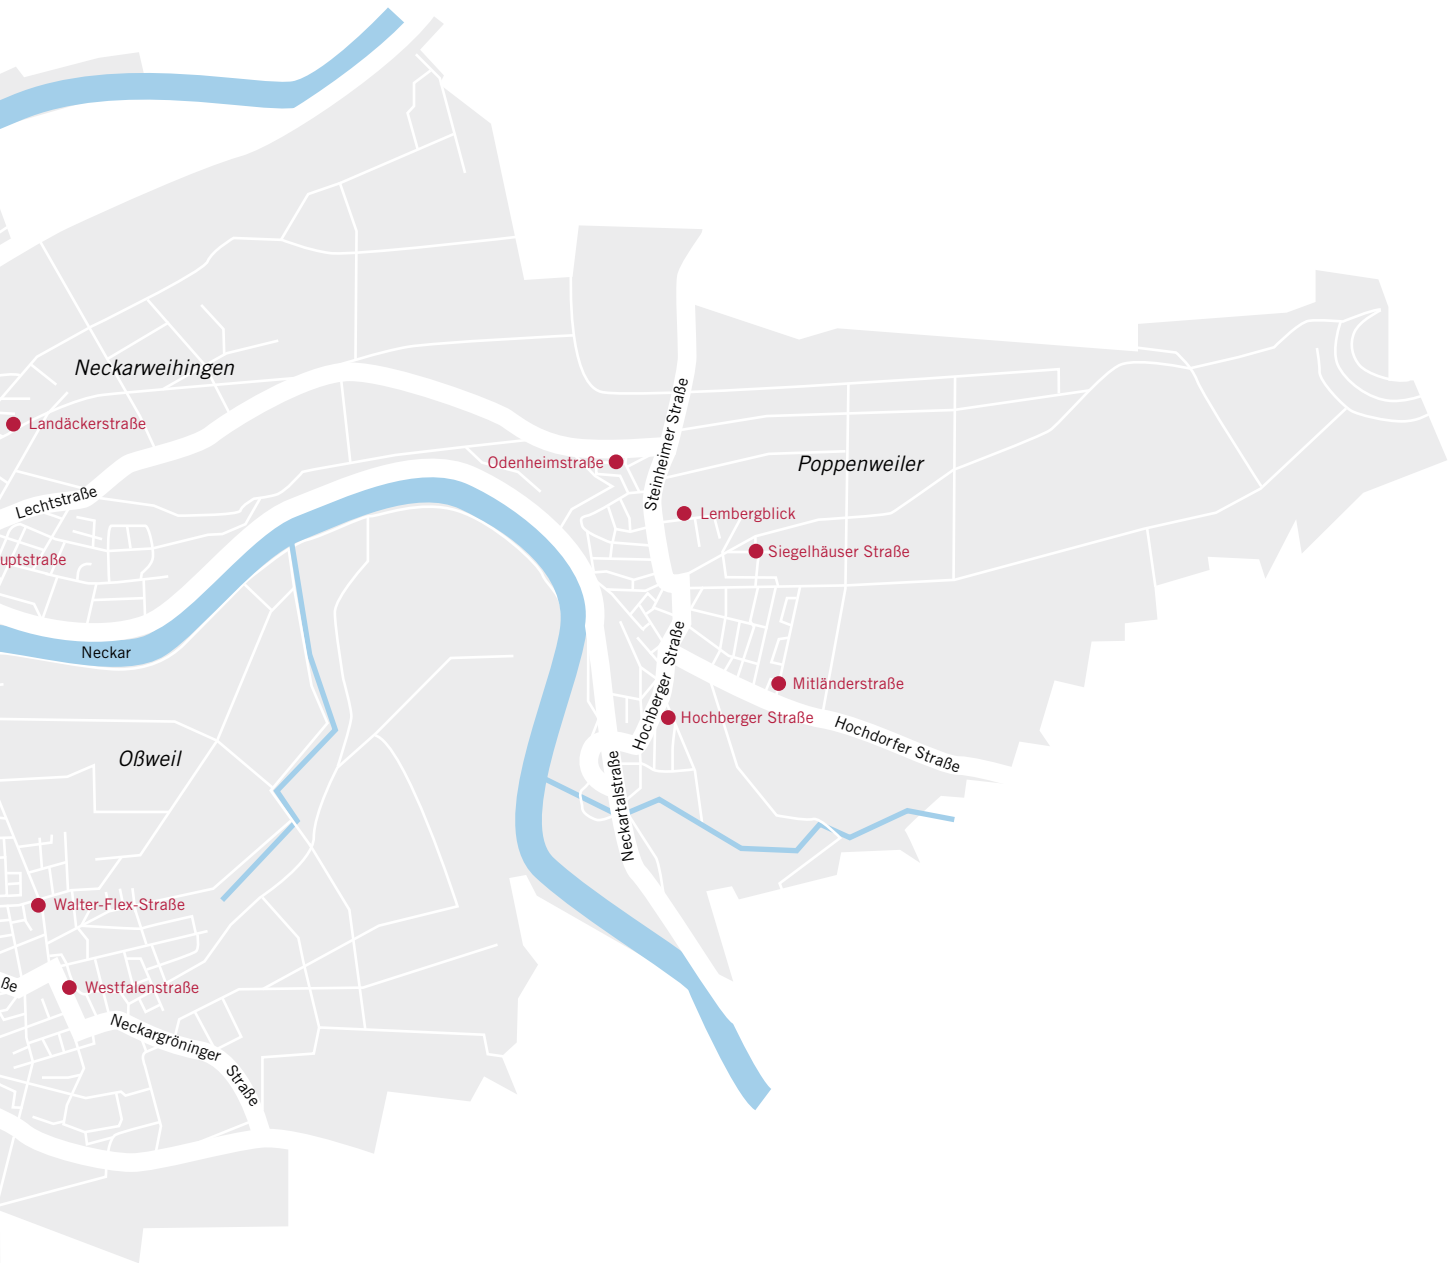 Neckarweihingen
Landäckerstraße
Steinheimer Straße
Odenheimstraße
Poppenweiler
Lechtstraße
Lembergblick
Siegelhäuser Straße
uptstraße
Neckar
Hochberger Straße
Mitländerstraße
Hochberger Straße
Hochdorfer Straße
Oßweil
Neckartalstraße
Walter-Flex-Straße
ße
Westfalenstraße
Neckargröninger Straße